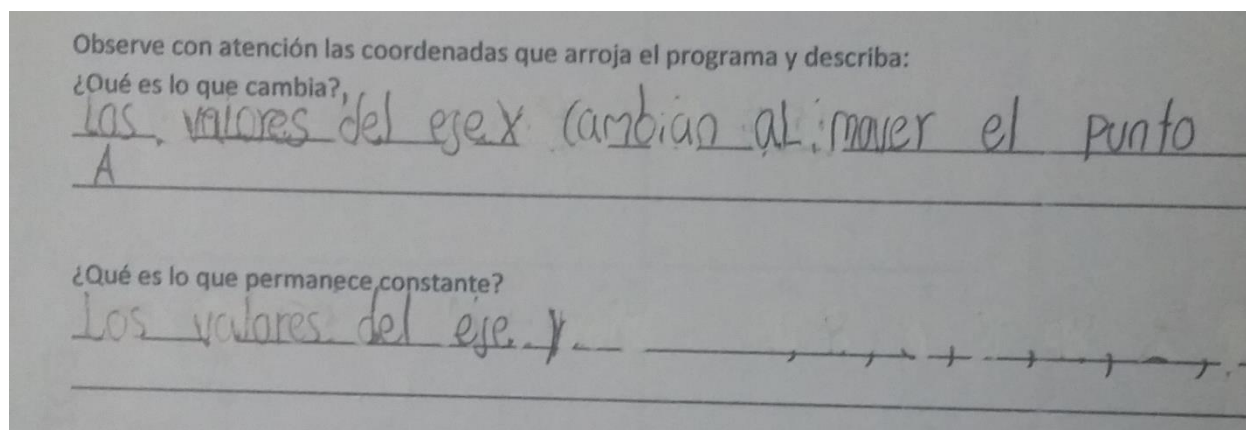 Observe con atención las coordenadas que arroja el programa y describa:
¿Qué es lo que cambia?,
Los valores del eje X cambian al mover el punto
A
¿Qué es lo que permanece constante?
Los valores del eje y.